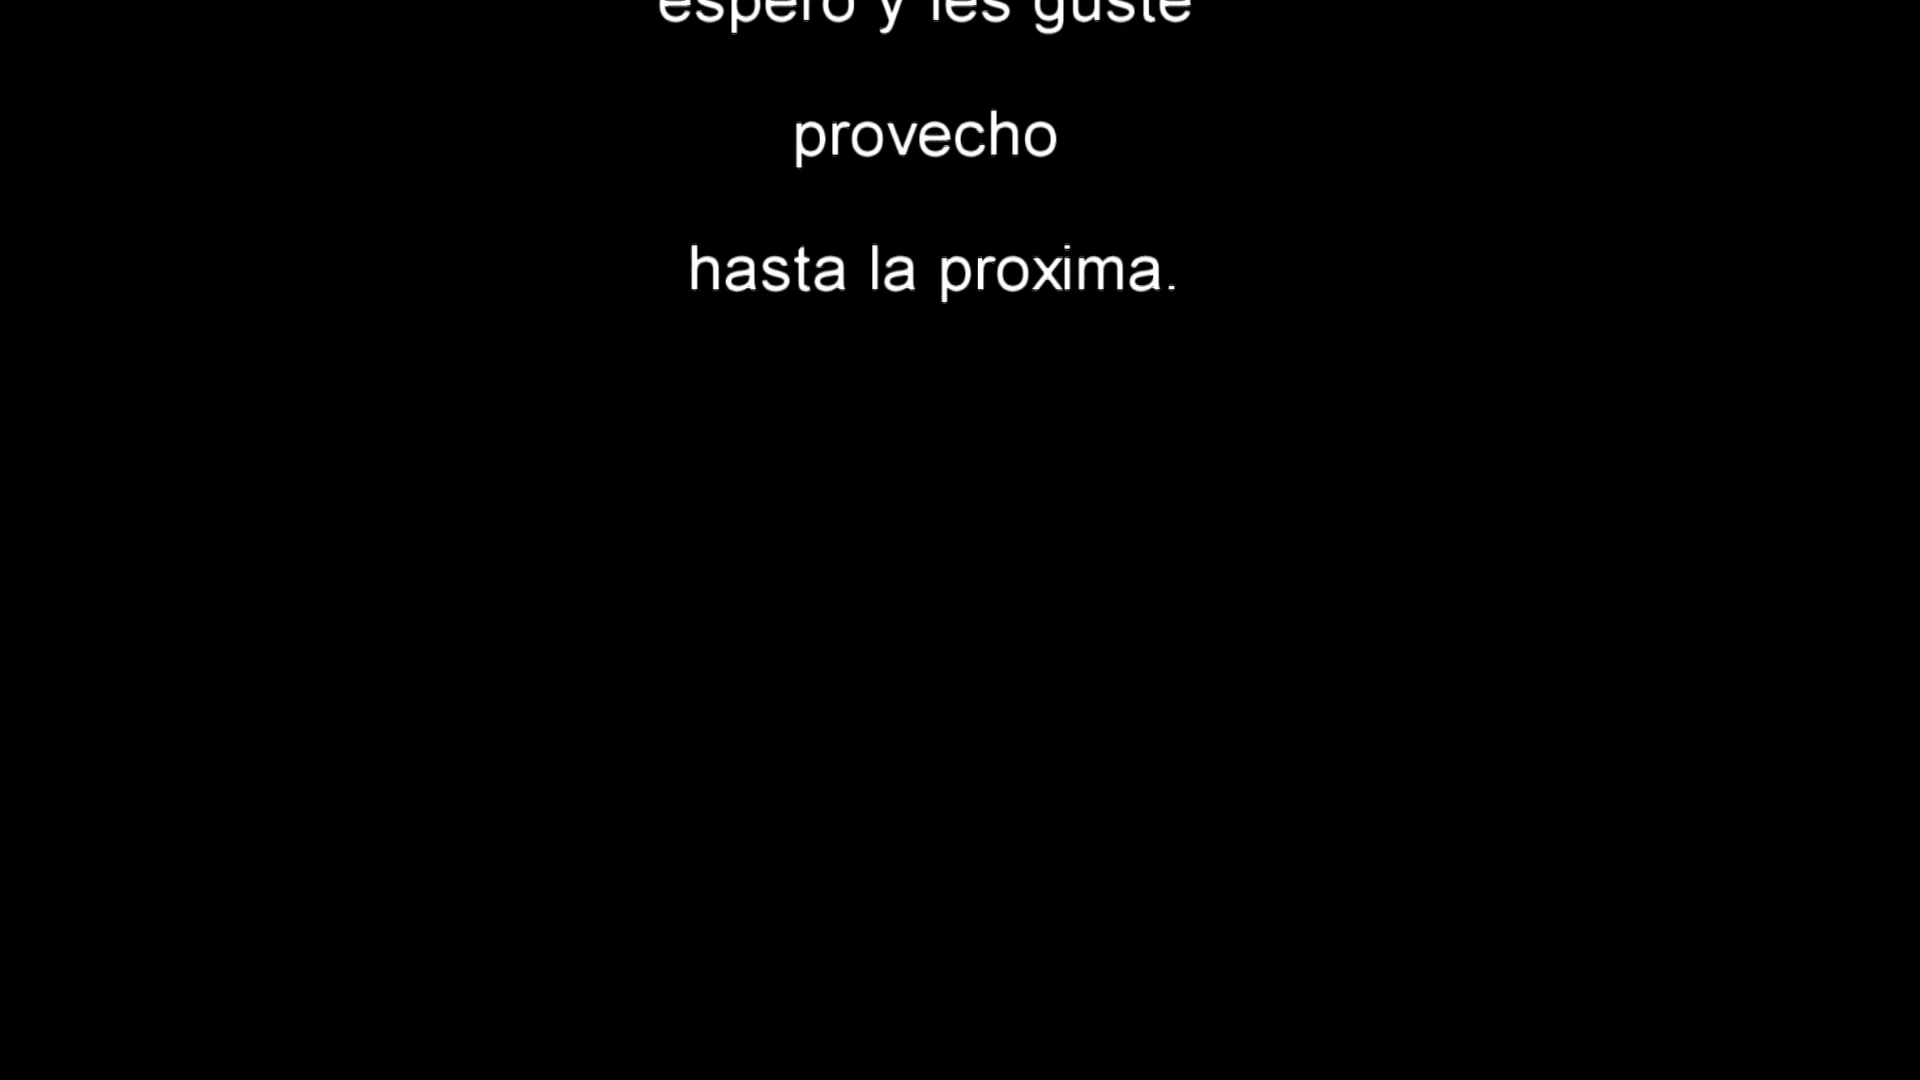 espero y les guste
provecho
hasta la proxima.